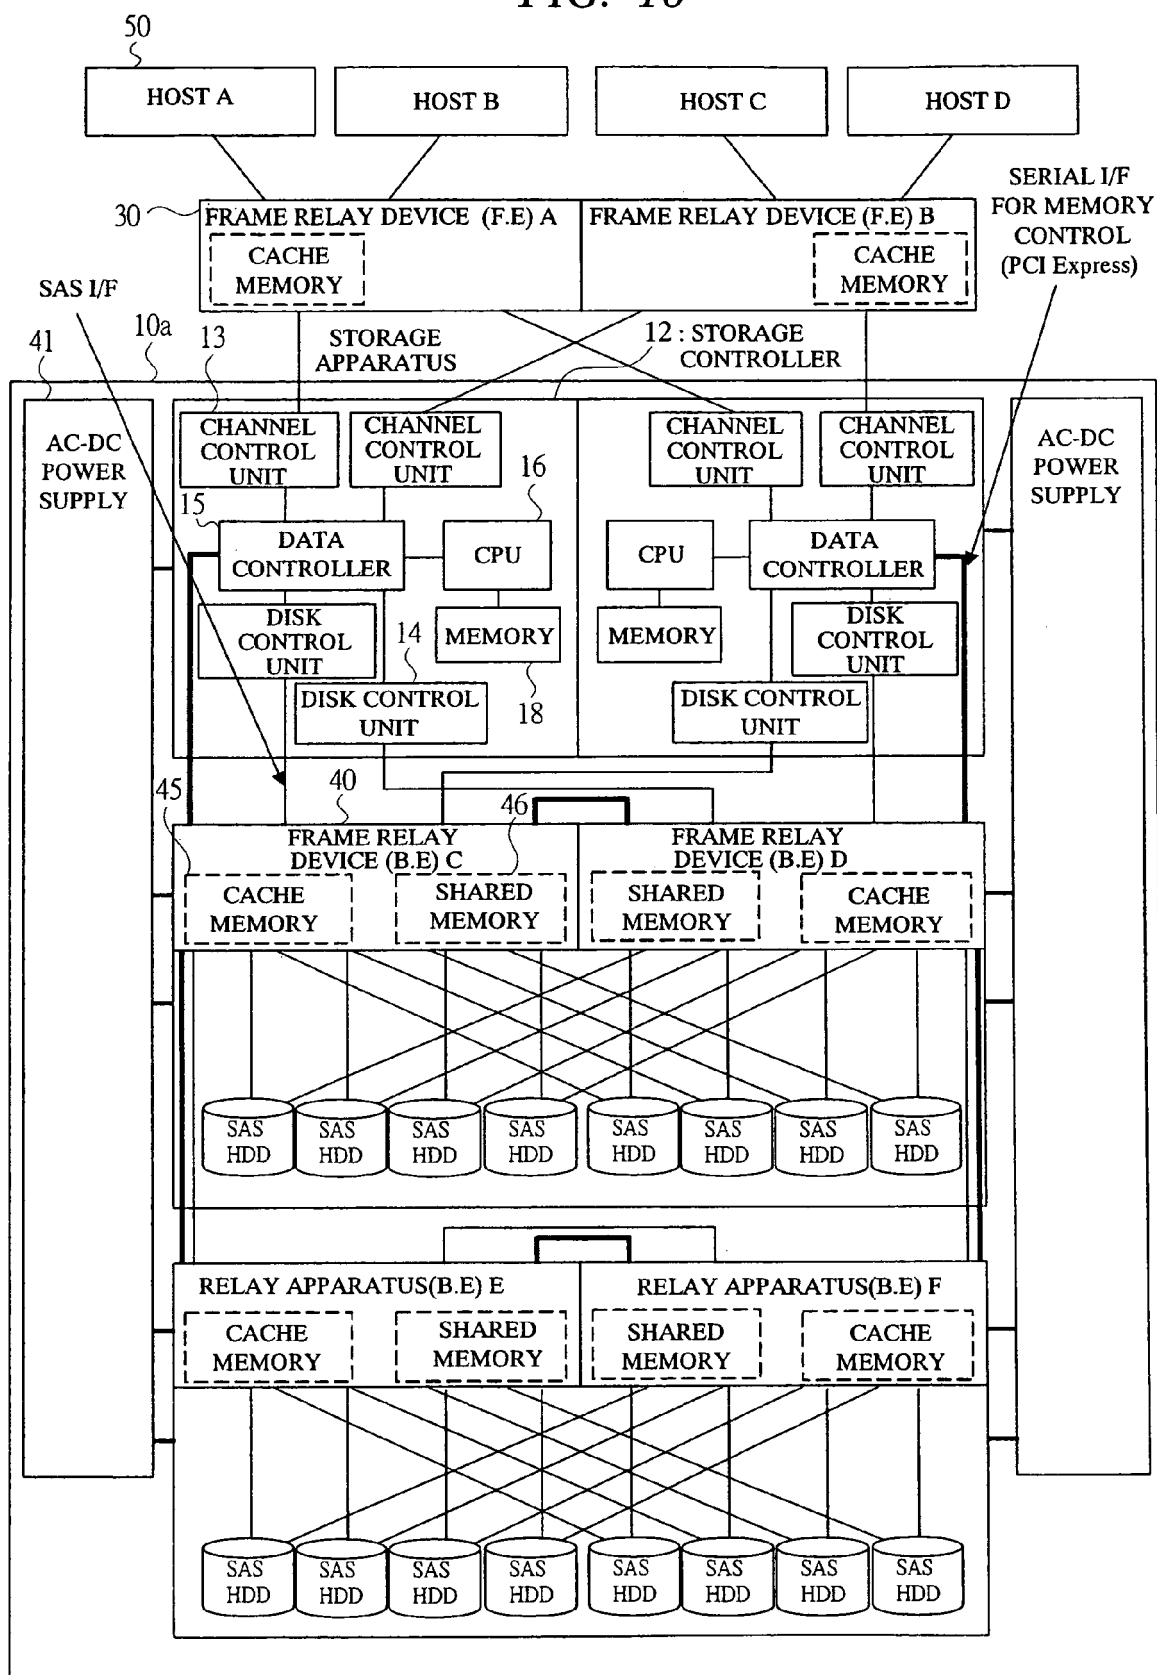 50
HOST A
HOST B
HOST C
HOST D
30
FRAME RELAY DEVICE (F.E) A
FRAME RELAY DEVICE (F.E) B
CACHE
MEMORY
CACHE
MEMORY
SERIAL I/F
FOR MEMORY
CONTROL
(PCI Express)
SAS I/F
41
10a
13
STORAGE
APPARATUS
12 : STORAGE
CONTROLLER
AC-DC
POWER
SUPPLY
CHANNEL
CONTROL
UNIT
CHANNEL
CONTROL
UNIT
CHANNEL
CONTROL
UNIT
CHANNEL
CONTROL
UNIT
AC-DC
POWER
SUPPLY
15
16
DATA
CONTROLLER
CPU
CPU
DATA
CONTROLLER
DISK
CONTROL
UNIT
14
MEMORY
18
MEMORY
DISK
CONTROL
UNIT
DISK CONTROL
UNIT
DISK CONTROL
UNIT
45
40
46
FRAME RELAY
DEVICE (B.E) C
FRAME RELAY
DEVICE (B.E) D
CACHE
MEMORY
SHARED
MEMORY
SHARED
MEMORY
CACHE
MEMORY
SAS
HDD
SAS
HDD
SAS
HDD
SAS
HDD
SAS
HDD
SAS
HDD
SAS
HDD
SAS
HDD
RELAY APPARATUS(B.E) E
RELAY APPARATUS(B.E) F
CACHE
MEMORY
SHARED
MEMORY
SHARED
MEMORY
CACHE
MEMORY
SAS
HDD
SAS
HDD
SAS
HDD
SAS
HDD
SAS
HDD
SAS
HDD
SAS
HDD
SAS
HDD